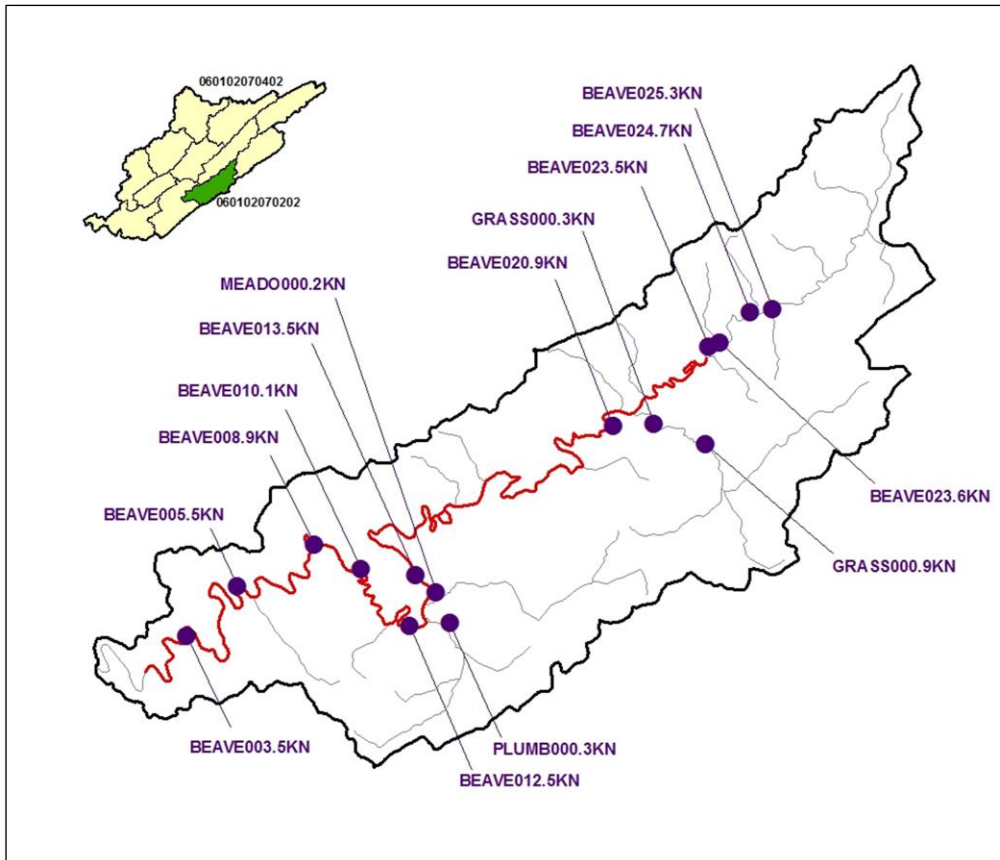 060102070402
060102070202
BEAVE025.3KN
BEAVE024.7KN
BEAVE023.5KN
GRASS000.3KN
BEAVE020.9KN
MEADO000.2KN
BEAVE013.5KN
BEAVE010.1KN
BEAVE008.9KN
BEAVE005.5KN
BEAVE023.6KN
GRASS000.9KN
BEAVE003.5KN
PLUMB000.3KN
BEAVE012.5KN